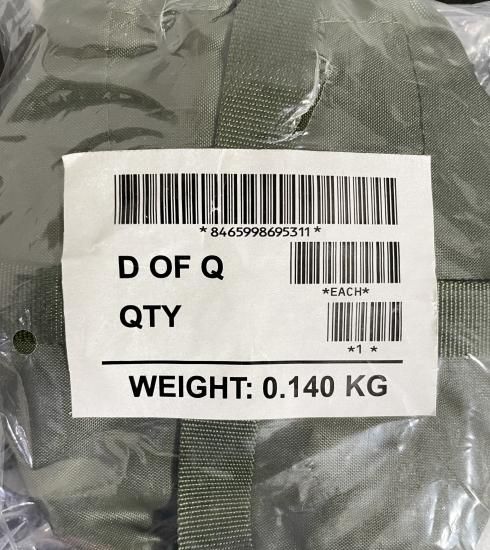 *8465998695311*
D OF Q
*EACH*
QTY
*1*
WEIGHT: 0.140 KG